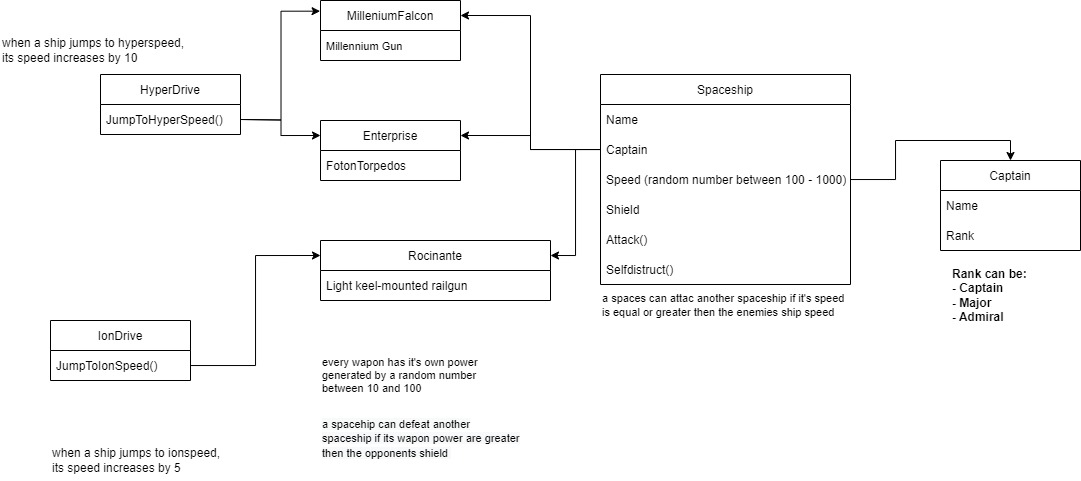 MilleniumFalcon
Millennium Gun
when a ship jumps to hyperspeed,
its speed increases by 10
HyperDrive
JumpToHyperSpeed()
Enterprise
FotonTorpedos
Spaceship
Name
Captain
Speed (random number between 100 - 1000)
Shield
Attack()
Selfdistruct()
a spaces can attac another spaceship if it's speed
is equal or greater then the enemies ship speed
Captain
Name
Rank
Rank can be:
- Captain
- Major
- Admiral
Rocinante
Light keel-mounted railgun
IonDrive
JumpToIonSpeed()
every wapon has it's own power
generated by a random number
between 10 and 100
a spacehip can defeat another
spaceship if its wapon power are greater
then the opponents shield
when a ship jumps to ionspeed,
its speed increases by 5